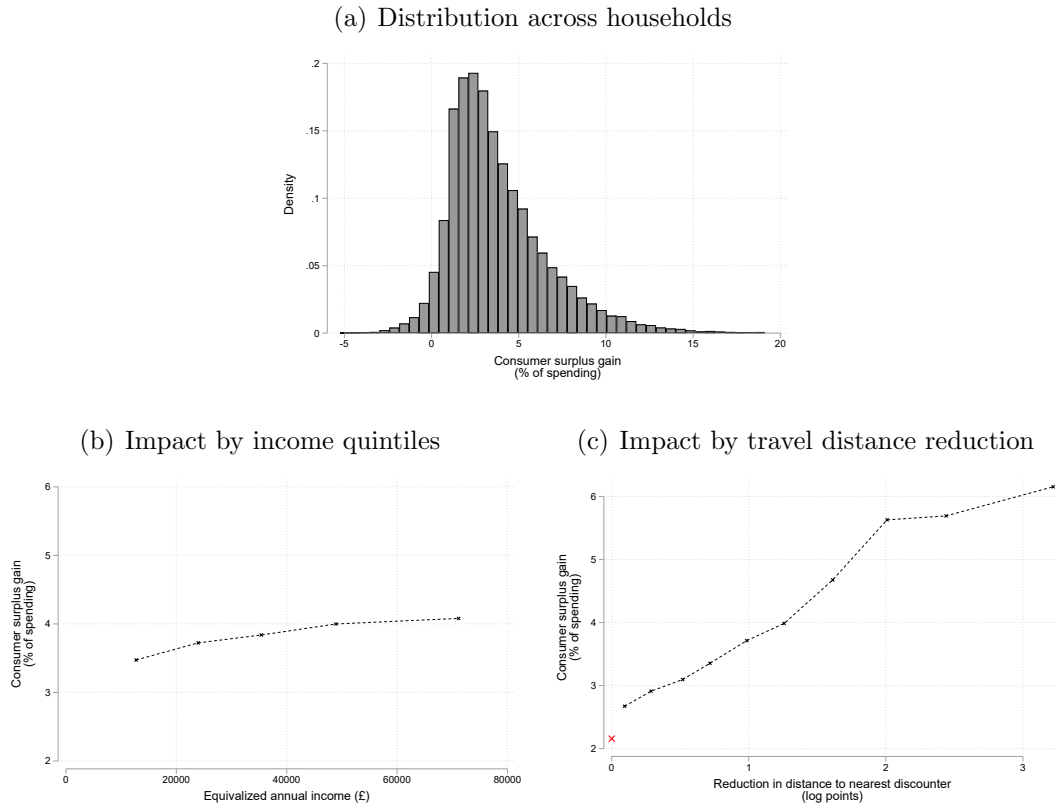 (a) Distribution across households
.2
.15
.1
.05
0
Density
-5 0 5 10 15 20
Consumer surplus gain
(% of spending)
(b) Impact by income quintiles
6
5
4
3
2
Consumer surplus gain
(% of spending)
0 20000 40000 60000 80000
Equivalized annual income (£)
(c) Impact by travel distance reduction
6
5
4
3
2
Consumer surplus gain
(% of spending)
0 1 2 3
Reduction in distance to nearest discounter
(log points)